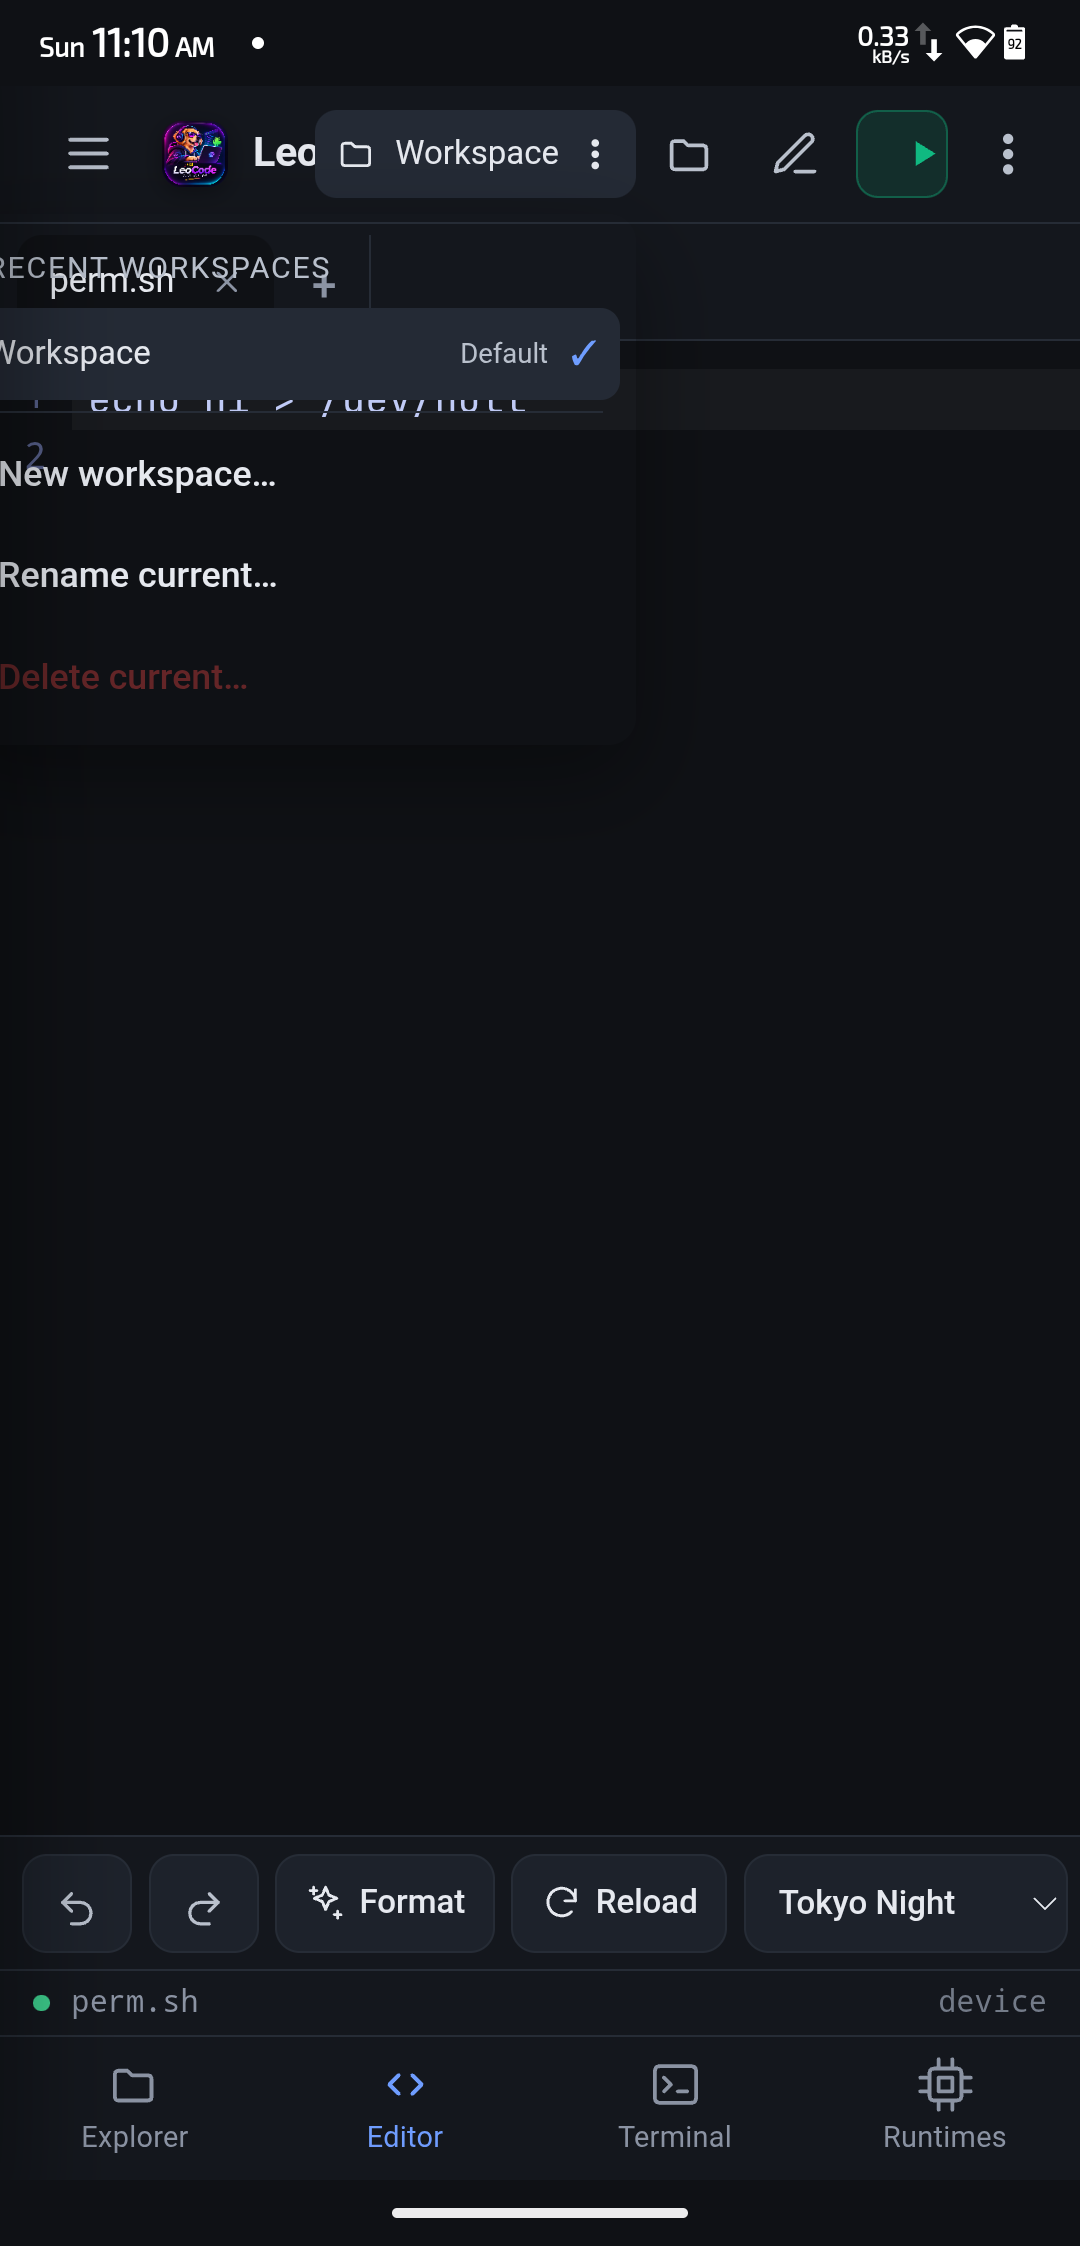 Sun 11:10 AM
0.33
kB/s
92
LeoCode
Leo
Workspace
RECENT WORKSPACES
perm.sh
Workspace
Default
1
echo hi > /dev/null
2
New workspace...
Rename current...
Delete current...
Format
Reload
Tokyo Night
perm.sh
device
Explorer
Editor
Terminal
Runtimes